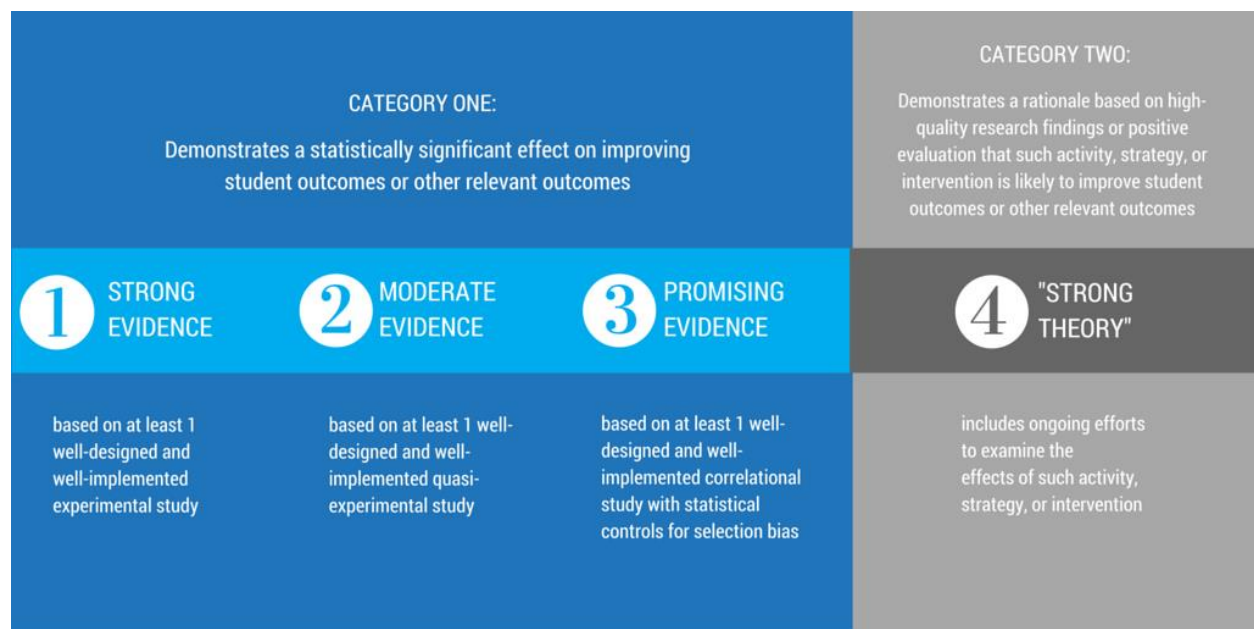 CATEGORY ONE:
Demonstrates a statistically significant effect on improving
student outcomes or other relevant outcomes
CATEGORY TWO:
Demonstrates a rationale based on high-
quality research findings or positive
evaluation that such activity, strategy, or
intervention is likely to improve student
outcomes or other relevant outcomes
1 STRONG
EVIDENCE
2 MODERATE
EVIDENCE
3 PROMISING
EVIDENCE
4 "STRONG
THEORY"
based on at least 1
well-designed and
well-implemented
experimental study
based on at least 1 well-
designed and well-
implemented quasi-
experimental study
based on at least 1 well-
designed and well-
implemented correlational
study with statistical
controls for selection bias
includes ongoing efforts
to examine the
effects of such activity,
strategy, or intervention